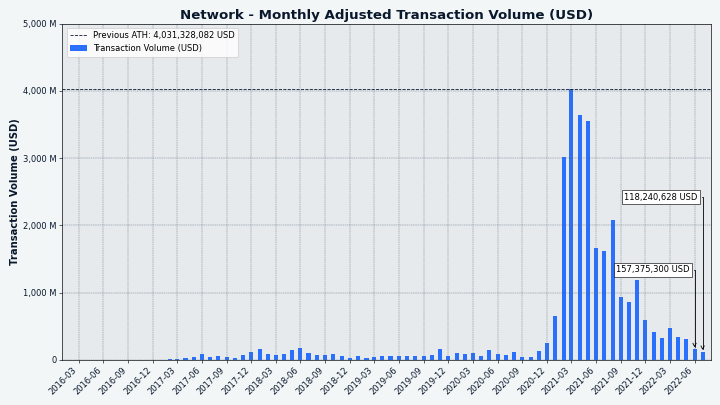 Network - Monthly Adjusted Transaction Volume (USD)
Previous ATH: 4,031,328,082 USD
Transaction Volume (USD)
Transaction Volume (USD)
5,000 M
4,000 M
3,000 M
2,000 M
1,000 M
0
118,240,628 USD
157,375,300 USD
2016-03
2016-06
2016-09
2016-12
2017-03
2017-06
2017-09
2017-12
2018-03
2018-06
2018-09
2018-12
2019-03
2019-06
2019-09
2019-12
2020-03
2020-06
2020-09
2020-12
2021-03
2021-06
2021-09
2021-12
2022-03
2022-06